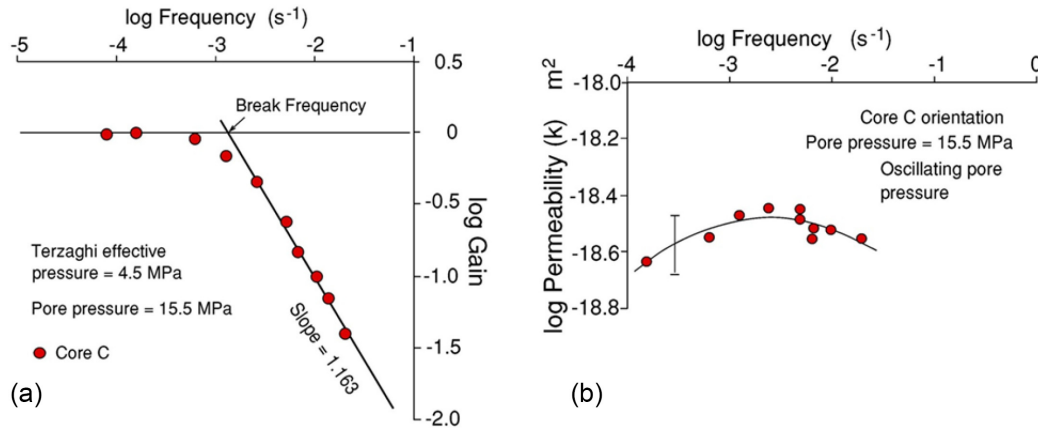 log Frequency (s-1)
-5 -4 -3 -2 -1
0.5
Break Frequency
0
-0.5
log Gain
Terzaghi effective
pressure = 4.5 MPa
-1.0
Pore pressure = 15.5 MPa
Slope = 1.163
Core C
-1.5
(a)
-2.0
log Frequency (s-1)
-4 -3 -2 -1 0
log Permeability (k) m2
-18.0
Core C orientation
Pore pressure = 15.5 MPa
-18.2
Oscillating pore
pressure
-18.4
-18.6
-18.8
(b)